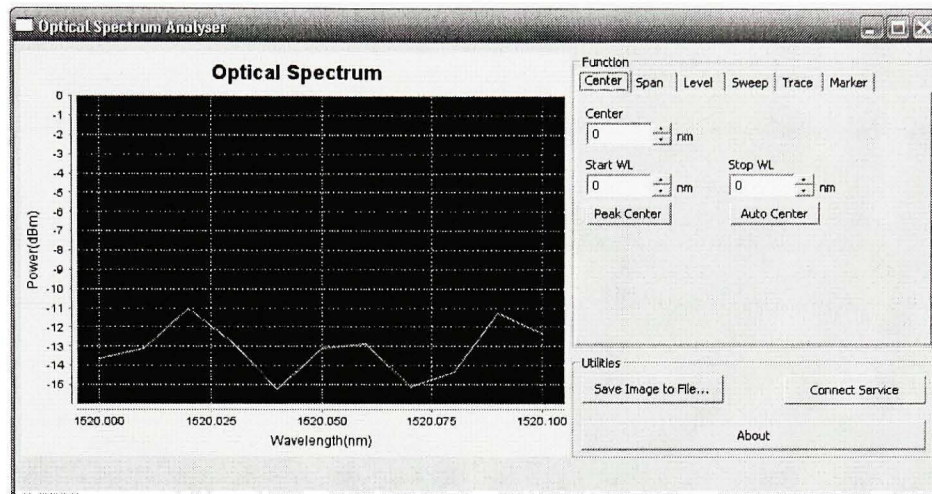 Optical Spectrum Analyser
Optical Spectrum
0
-1
-2
-3
-4
-5
-6
-7
-8
-9
-10
-11
-12
-13
-14
-15
Power(dBm)
1520.000 1520.025 1520.050 1520.075 1520.100
Wavelength(nm)
Function
Center Span Level Sweep Trace Marker
Center
0 nm
Start WL Stop WL
0 nm 0 nm
Peak Center Auto Center
Utilities
Save Image to File... Connect Service
About